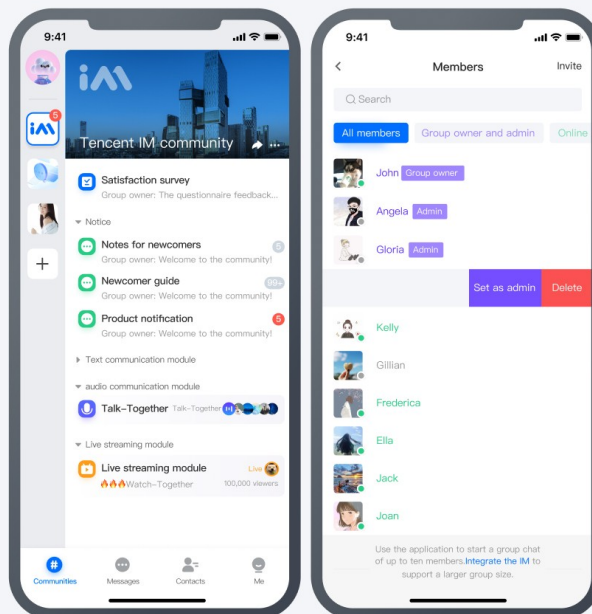 9:41
im
5
im
Tencent IM community
Satisfaction survey
Group owner: The questionnaire feedback...
Notice
Notes for newcomers
5
Group owner: Welcome to the community!
Newcomer guide
99+
Group owner: Welcome to the community!
Product notification
5
Group owner: Welcome to the community!
Text communication module
audio communication module
Talk-Together Talk-Together
Live streaming module
Live streaming module
Live
🔥🔥🔥Watch-Together
100,000 viewers
Communities
Messages
Contacts
Me
9:41
Members
Invite
Search
All members
Group owner and admin
Online
John Group owner
Angela Admin
Gloria Admin
Set as admin
Delete
Kelly
Gillian
Frederica
Ella
Jack
Joan
Use the application to start a group chat
of up to ten members.Integrate the IM to
support a larger group size.